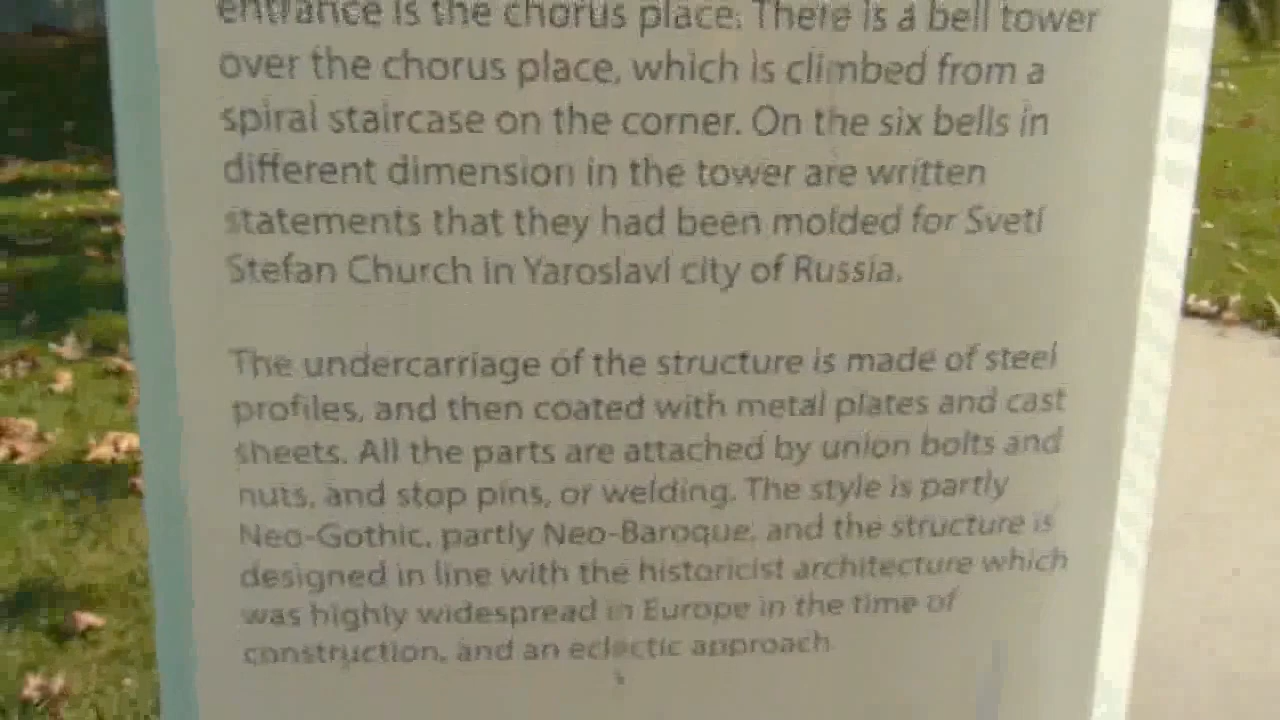 entrance is the chorus place. There is a bell tower
over the chorus place, which is climbed from a
spiral staircase on the corner. On the six bells in
different dimension in the tower are written
statements that they had been molded for Sveti
Stefan Church in Yaroslavl city of Russia.
The undercarriage of the structure is made of steel
profiles, and then coated with metal plates and cast
sheets. All the parts are attached by union bolts and
nuts, and stop pins, or welding. The style is partly
Neo-Gothic, partly Neo-Baroque, and the structure is
designed in line with the historicist architecture which
was highly widespread in Europe in the time of
construction, and an eclectic approach.